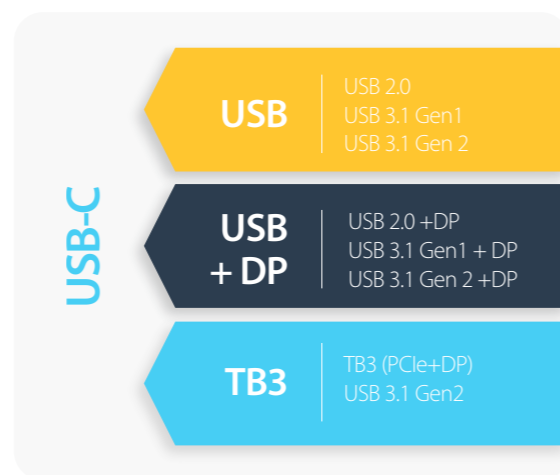 USB-C
USB
USB 2.0
USB 3.1 Gen1
USB 3.1 Gen 2
USB
+ DP
USB 2.0 +DP
USB 3.1 Gen1 + DP
USB 3.1 Gen 2 +DP
TB3
TB3 (PCIe+DP)
USB 3.1 Gen2